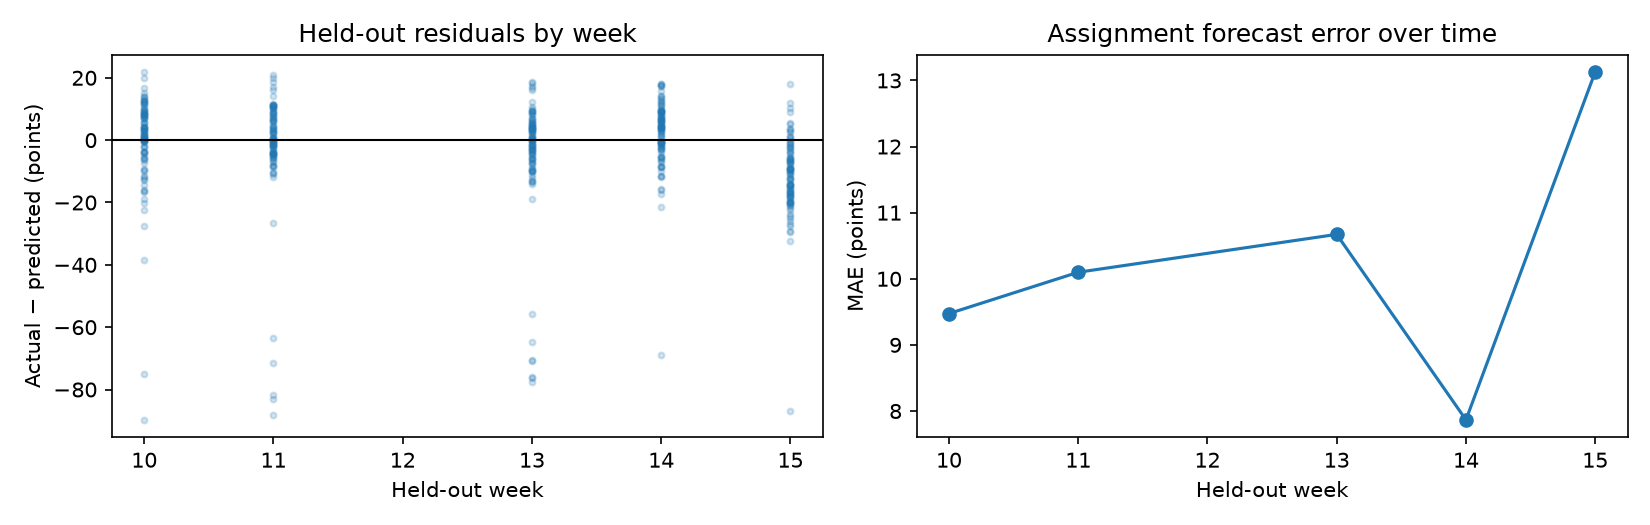 Held-out residuals by week
Actual − predicted (points)
20
0
−20
−40
−60
−80
10 11 12 13 14 15
Held-out week
Assignment forecast error over time
MAE (points)
13
12
11
10
9
8
10 11 12 13 14 15
Held-out week